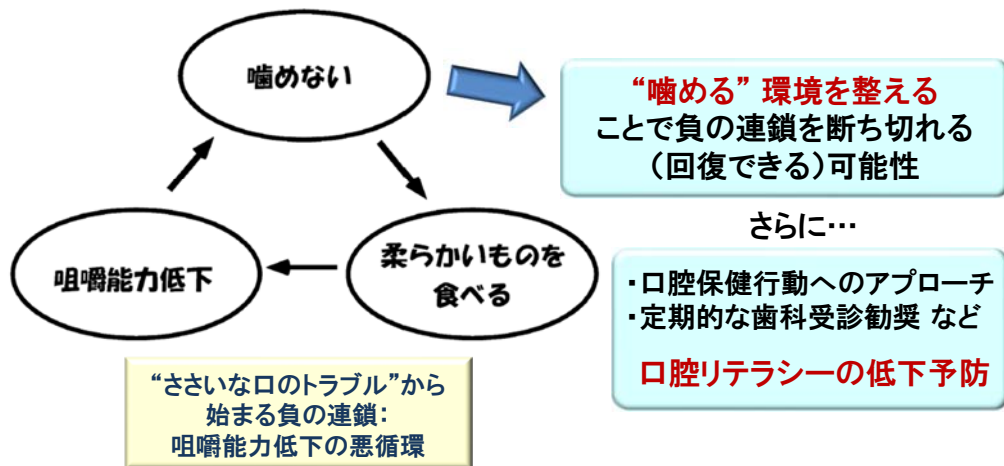 噛めない
柔らかいものを
食べる
咀嚼能力低下
“ささいな口のトラブル”から
始まる負の連鎖：
咀嚼能力低下の悪循環
“噛める” 環境を整える
ことで負の連鎖を断ち切れる
（回復できる）可能性
さらに…
・口腔保健行動へのアプローチ
・定期的な歯科受診勧奨 など
口腔リテラシーの低下予防